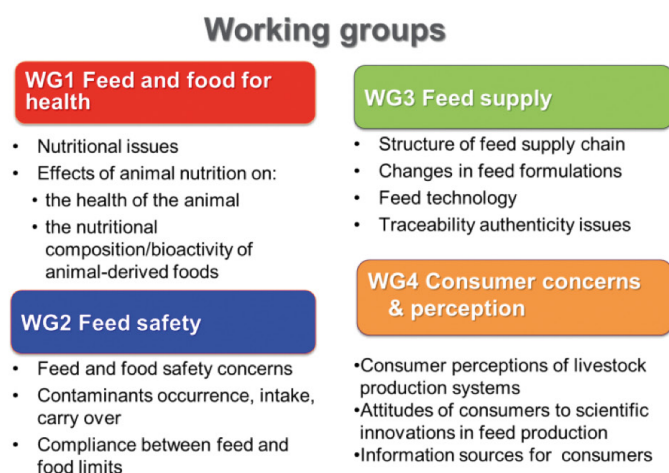 Working groups
WG1 Feed and food for
health
• Nutritional issues
• Effects of animal nutrition on:
• the health of the animal
• the nutritional
composition/bioactivity of
animal-derived foods
WG2 Feed safety
• Feed and food safety concerns
• Contaminants occurrence, intake,
carry over
• Compliance between feed and
food limits
WG3 Feed supply
• Structure of feed supply chain
• Changes in feed formulations
• Feed technology
• Traceability authenticity issues
WG4 Consumer concerns
& perception
•Consumer perceptions of livestock
production systems
•Attitudes of consumers to scientific
innovations in feed production
•Information sources for consumers